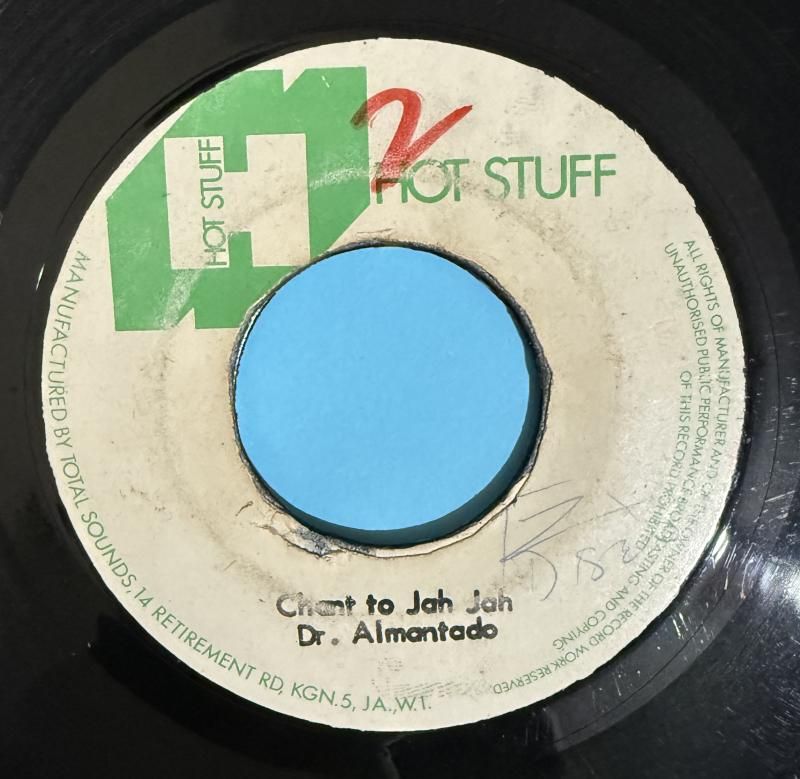 HOT STUFF
2
HOT STUFF
MANUFACTURED BY TOTAL SOUNDS, 14 RETIREMENT RD, KGN.5, JA.,W.I.
ALL RIGHTS OF MANUFACTURER AND OF THE OWNER OF THE RECORD WORK RESERVED
UNAUTHORISED PUBLIC PERFORMANCE BROADCASTING AND COPYING
OF THIS RECORD PROHIBITED
Chant to Jah Jah
Dr. Almantado